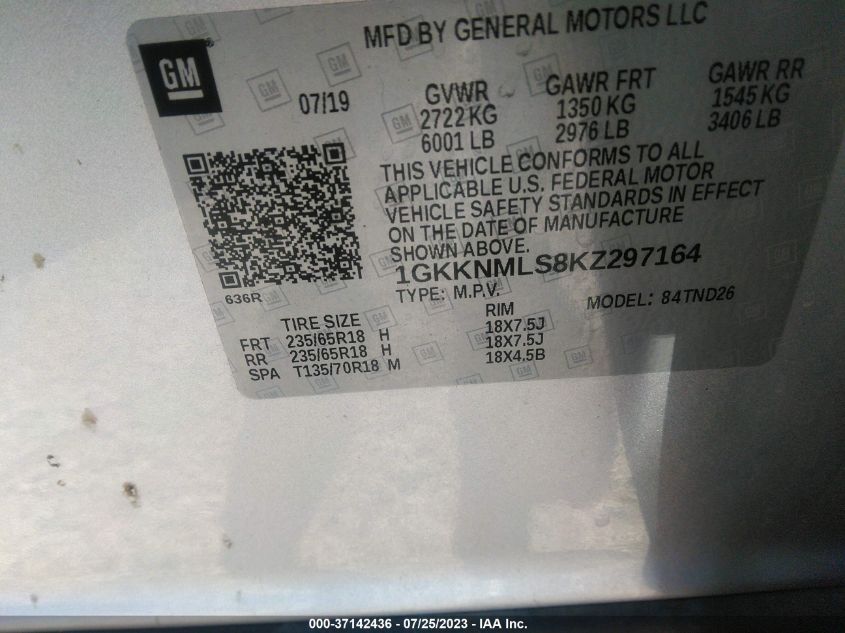 MFD BY GENERAL MOTORS LLC
GM
07/19
GVWR GAWR FRT GAWR RR
2722 KG 1350 KG 1545 KG
6001 LB 2976 LB 3406 LB
THIS VEHICLE CONFORMS TO ALL
APPLICABLE U.S. FEDERAL MOTOR
VEHICLE SAFETY STANDARDS IN EFFECT
ON THE DATE OF MANUFACTURE
SHOWN ABOVE.
1GKKNMLS8KZ297164
636R
TYPE: M.P.V. MODEL: 84TND26
TIRE SIZE RIM
FRT 235/65R18 H 18X7.5J
RR 235/65R18 H 18X7.5J
SPA T135/70R18 M 18X4.5B
000-37142436 - 07/25/2023 - IAA Inc.